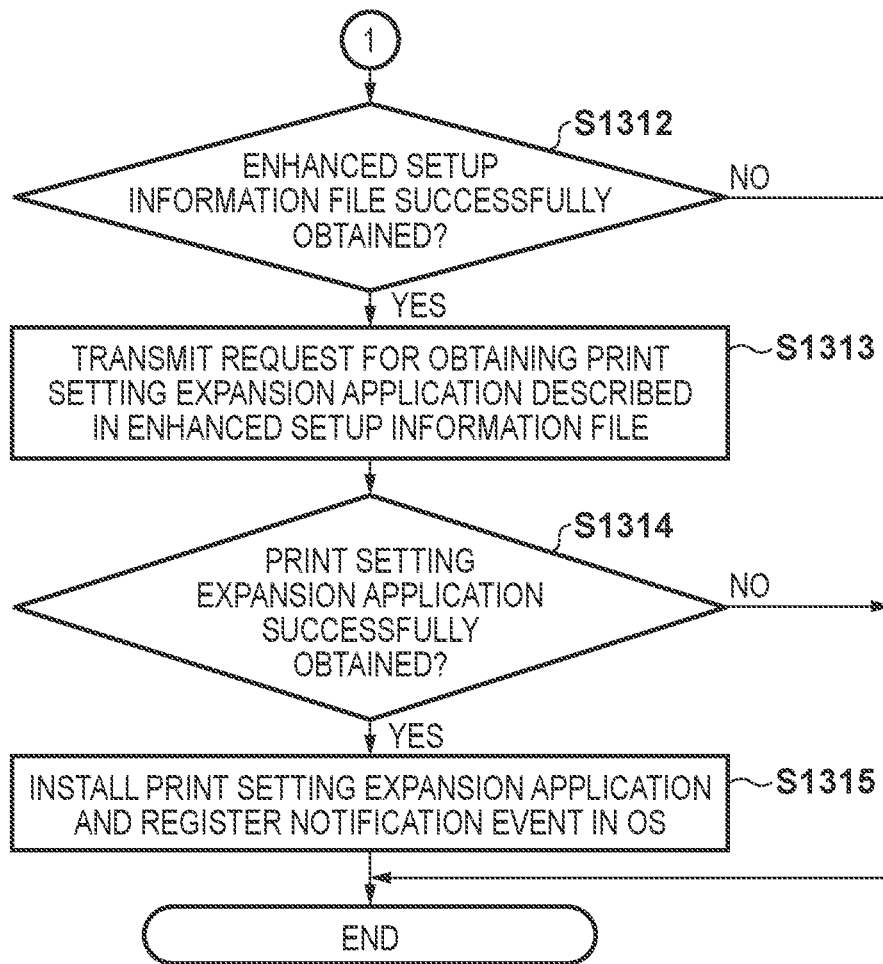 1
S1312
ENHANCED SETUP
INFORMATION FILE SUCCESSFULLY
OBTAINED?
NO
YES
S1313
TRANSMIT REQUEST FOR OBTAINING PRINT
SETTING EXPANSION APPLICATION DESCRIBED
IN ENHANCED SETUP INFORMATION FILE
S1314
PRINT SETTING
EXPANSION APPLICATION
SUCCESSFULLY
OBTAINED?
NO
YES
S1315
INSTALL PRINT SETTING EXPANSION APPLICATION
AND REGISTER NOTIFICATION EVENT IN OS
END